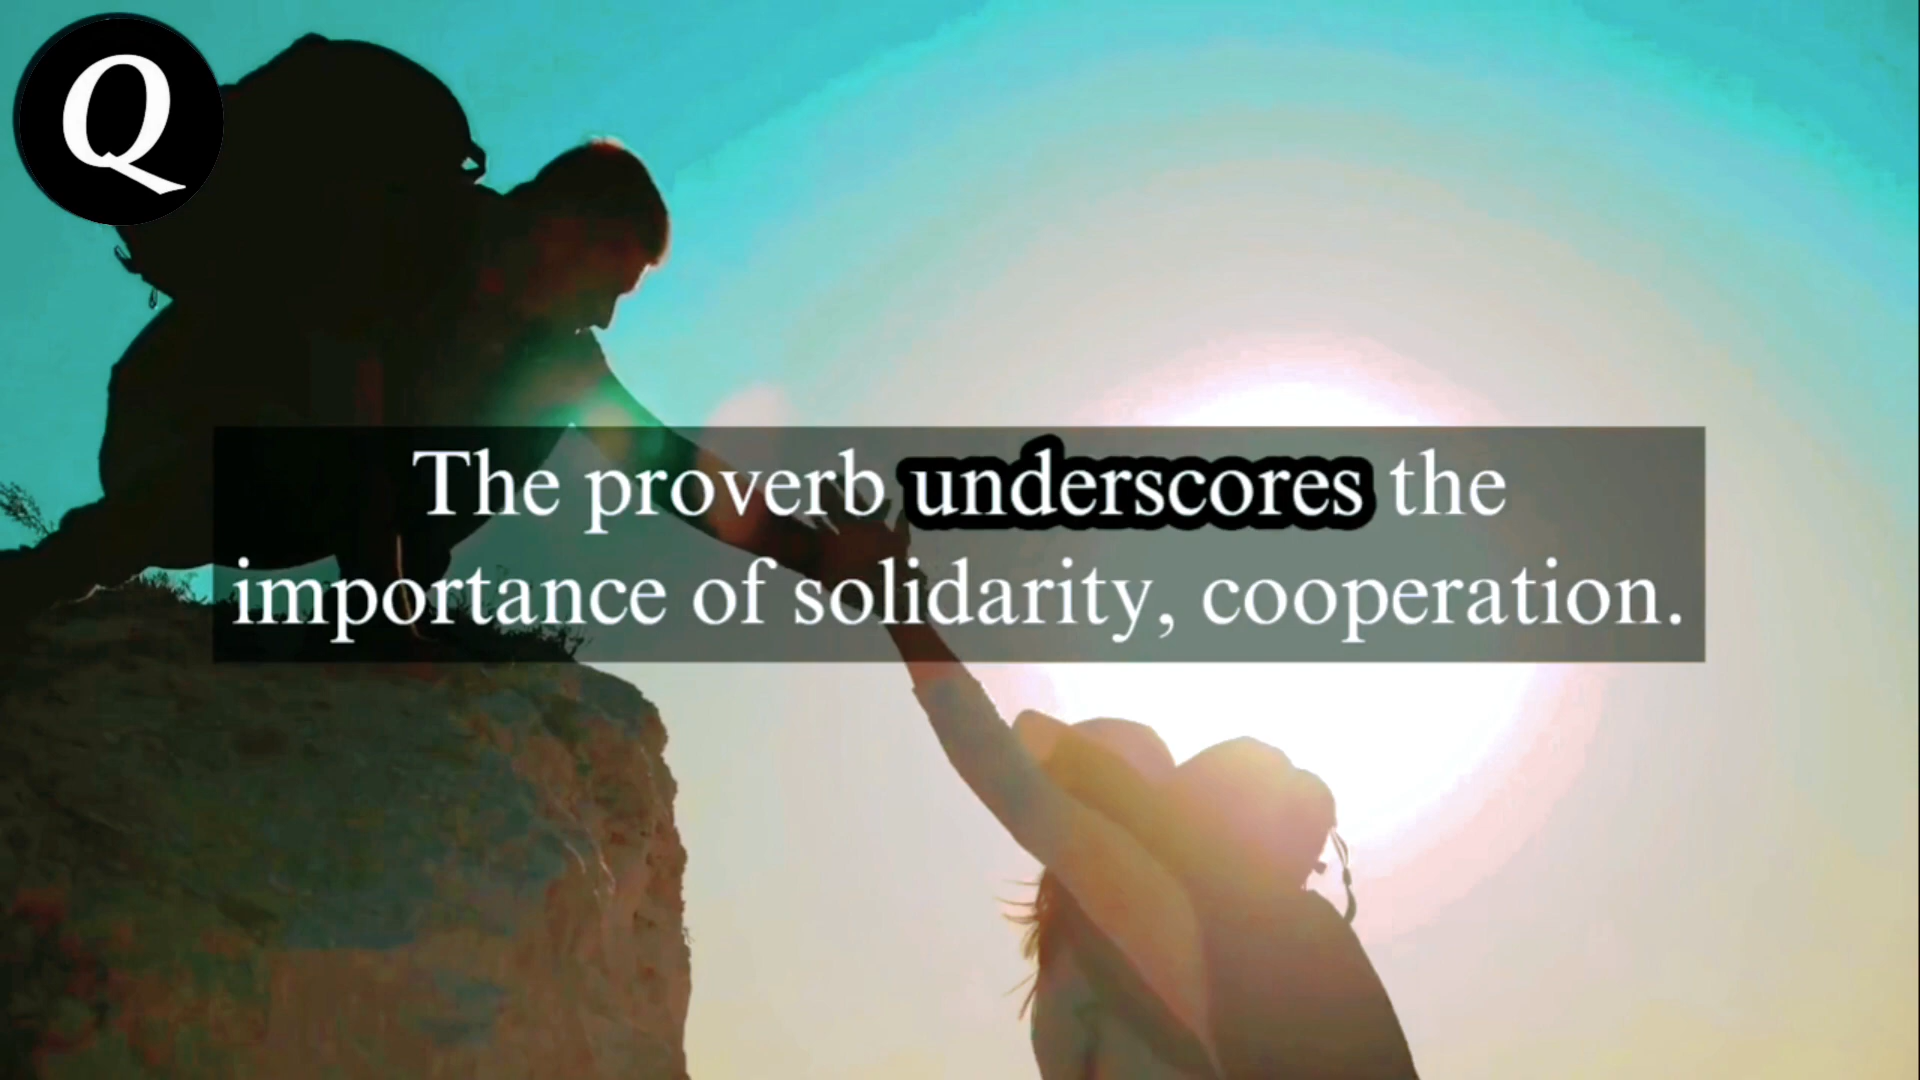 Q
The proverb underscores the
importance of solidarity, cooperation.